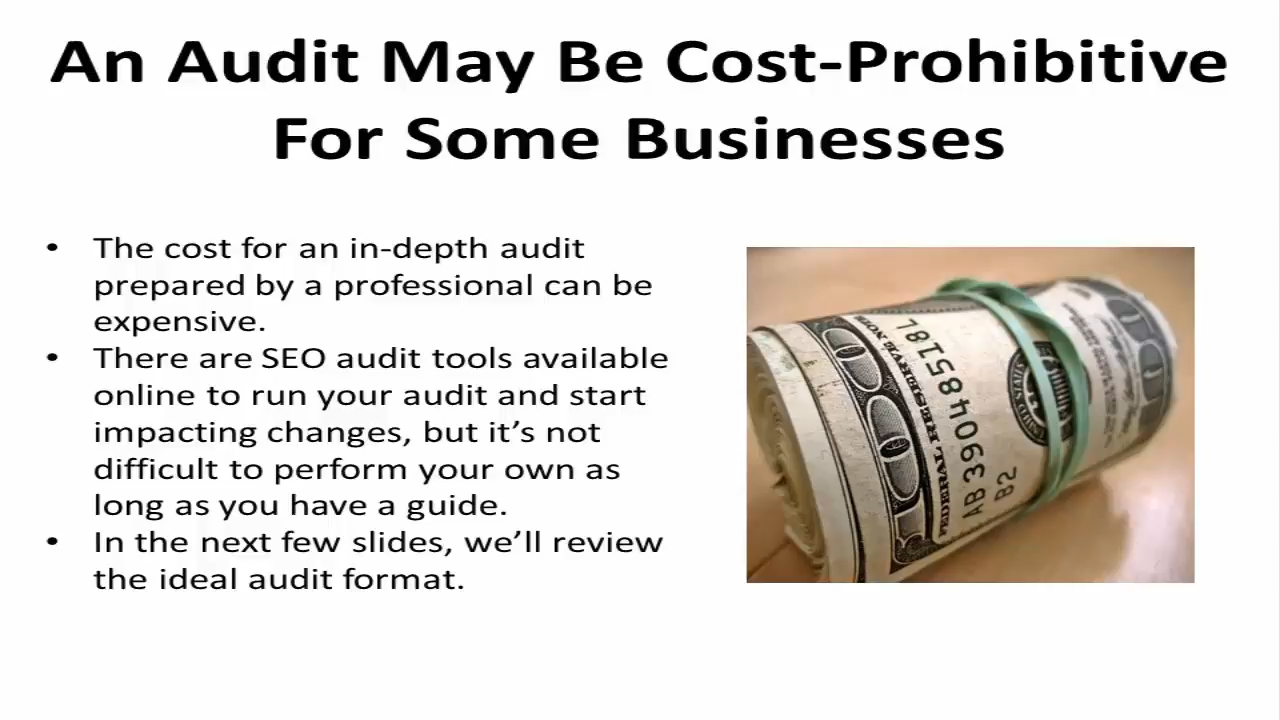 An Audit May Be Cost-Prohibitive
For Some Businesses
• The cost for an in-depth audit
prepared by a professional can be
expensive.
• There are SEO audit tools available
online to run your audit and start
impacting changes, but it’s not
difficult to perform your own as
long as you have a guide.
• In the next few slides, we’ll review
the ideal audit format.
FEDERAL RESERVE NOTE
AB 39048518L
B2
UNITED STATES